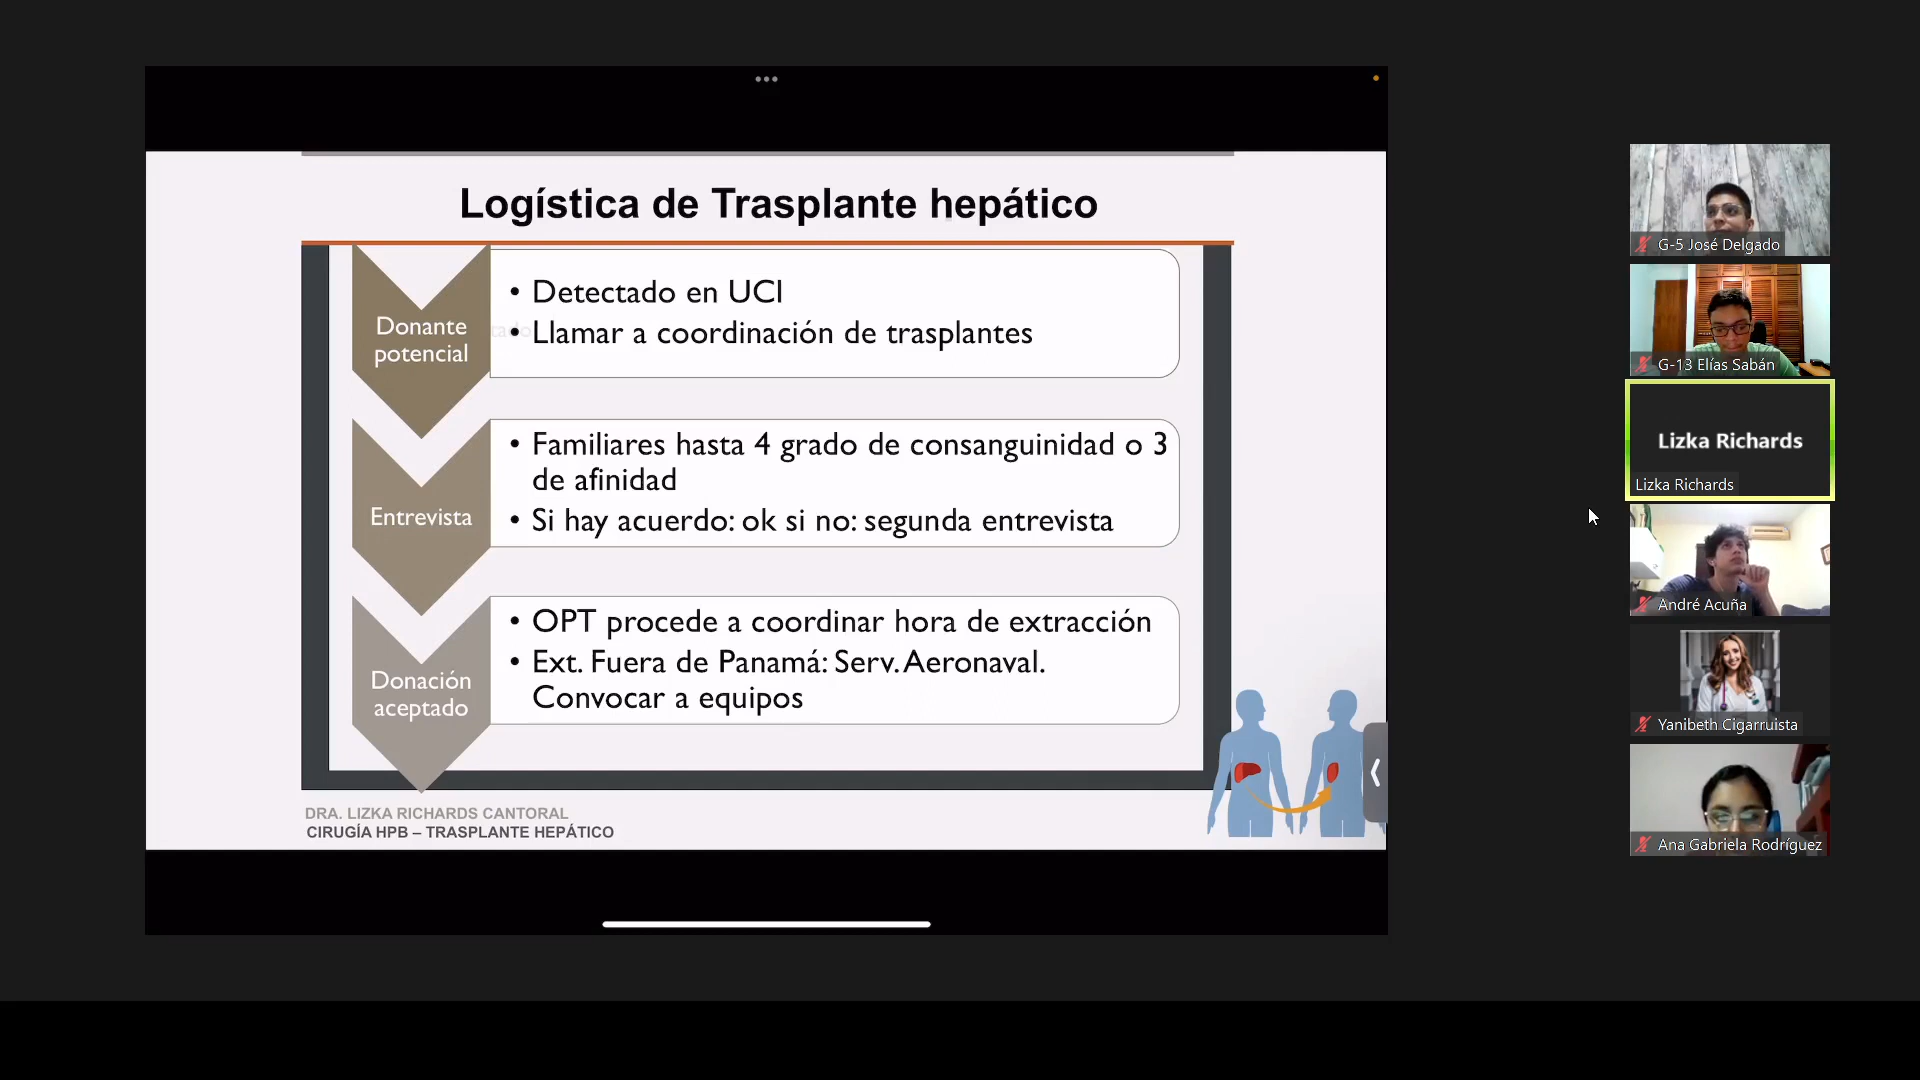 Logística de Trasplante hepático
Donante
potencial
• Detectado en UCI
• Llamar a coordinación de trasplantes
Entrevista
• Familiares hasta 4 grado de consanguinidad o 3
de afinidad
• Si hay acuerdo: ok si no: segunda entrevista
Donación
aceptado
• OPT procede a coordinar hora de extracción
• Ext. Fuera de Panamá: Serv. Aeronaval.
Convocar a equipos
DRA. LIZKA RICHARDS CANTORAL
CIRUGÍA HPB – TRASPLANTE HEPÁTICO
G-5 José Delgado
G-13 Elías Sabán
Lizka Richards
Lizka Richards
André Acuña
Yanibeth Cigarruista
Ana Gabriela Rodríguez